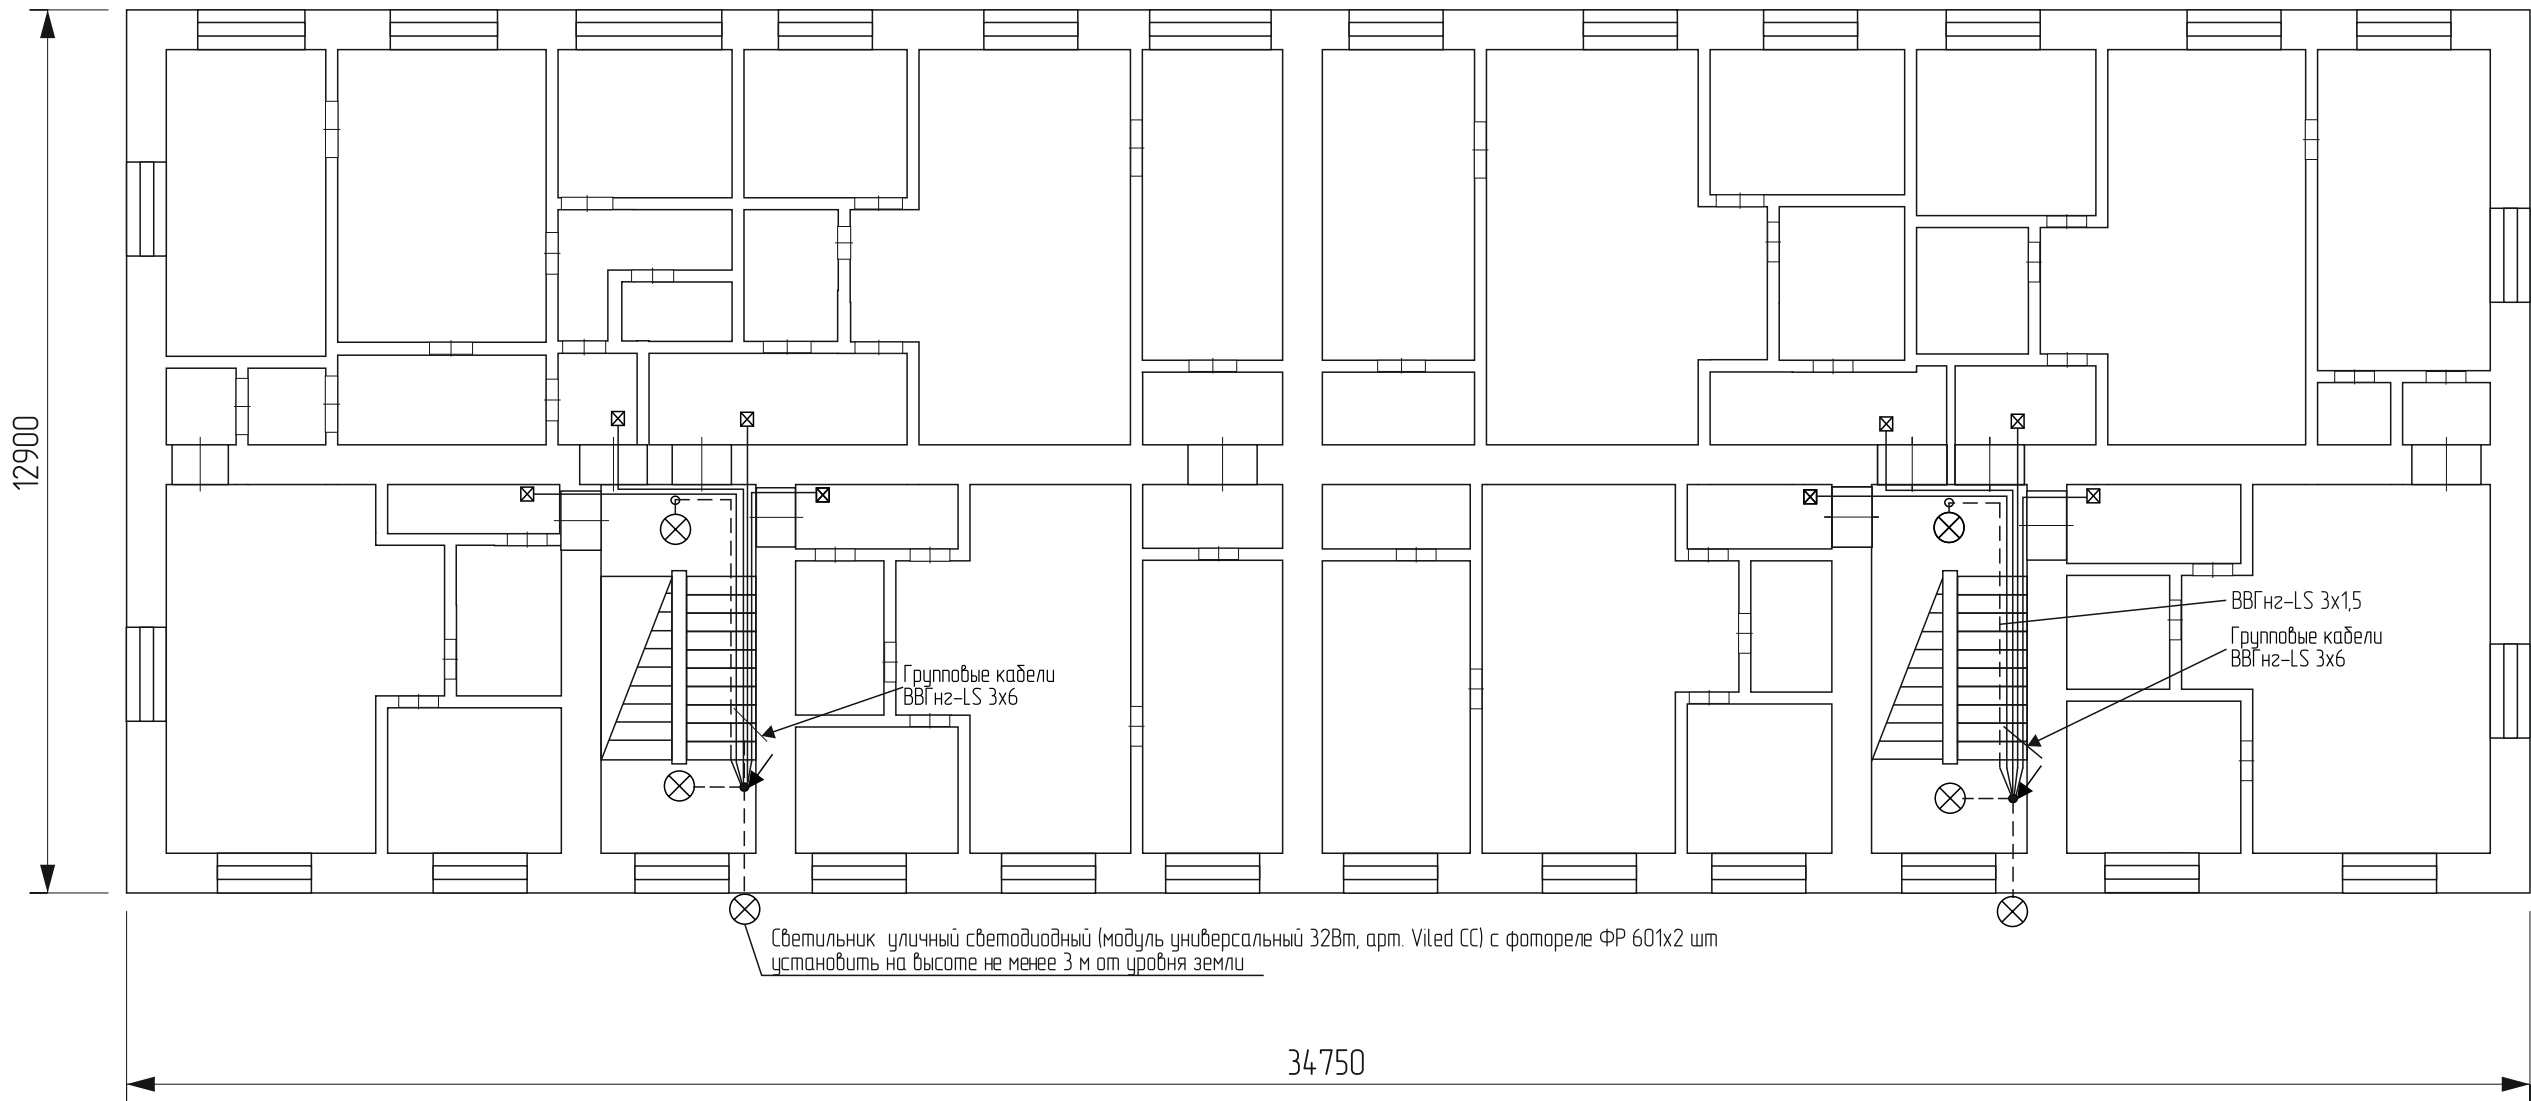 12900
ВВГнг-LS 3х1,5
Групповые кабели
ВВГнг-LS 3х6
Групповые кабели
ВВГнг-LS 3х6
Светильник уличный светодиодный (модуль универсальный 32Вт, арт. Viled СС) с фотореле ФР 601х2 шт
установить на высоте не менее 3 м от уровня земли
34750